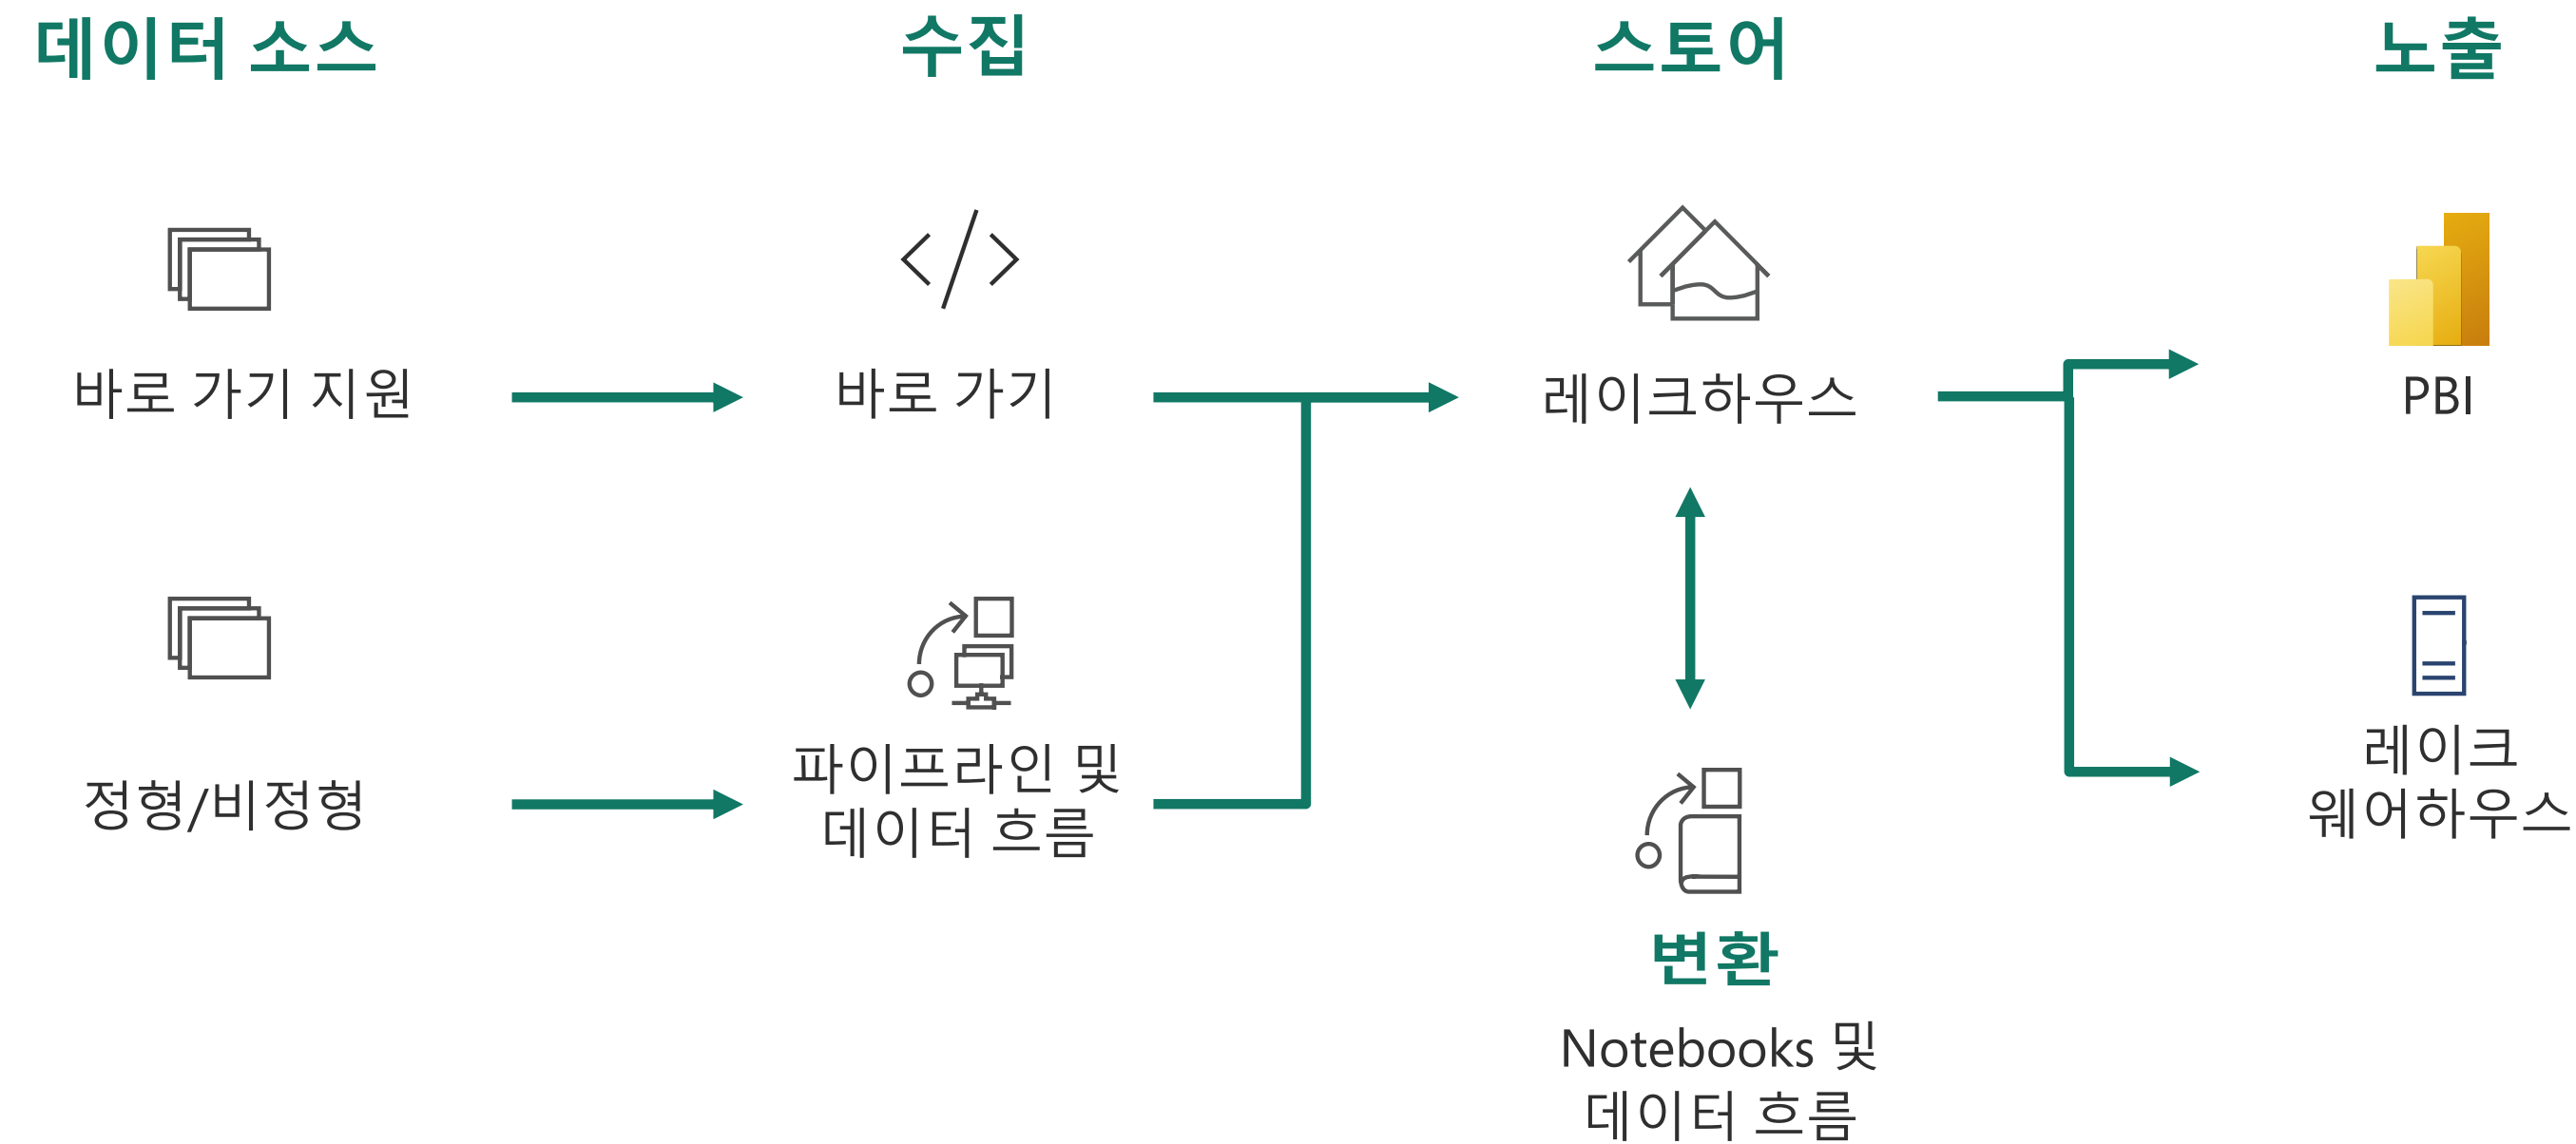 데이터 소스
수집
스토어
노출
바로 가기 지원
바로 가기
레이크하우스
PBI
정형/비정형
파이프라인 및
데이터 흐름
레이크
웨어하우스
변환
Notebooks 및
데이터 흐름